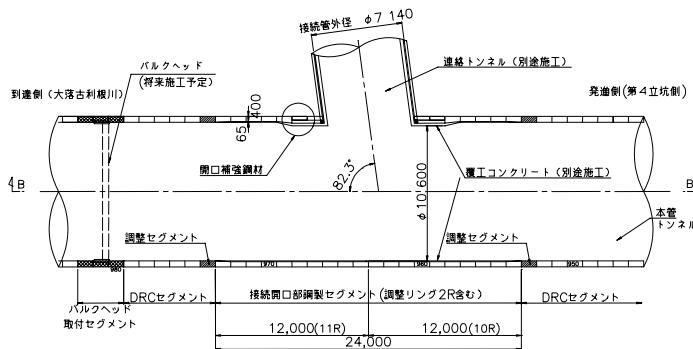 接続管外径 φ7 140
バルクヘッド
(将来施工予定)
連絡トンネル（別途施工）
到達側（大落古利根川）
発進側(第４立坑側)
400
65
開口補強鋼材
82.3°
φ10 600
覆工コンクリート（別途施工）
B
B
本管
トンネル
調整セグメント
調整セグメント
980
970
960
950
DRCセグメント
接続開口部鋼製セグメント(調整リング2R含む)
DRCセグメント
バルクヘッド
取付セグメント
12,000(11R)
12,000(10R)
24,000